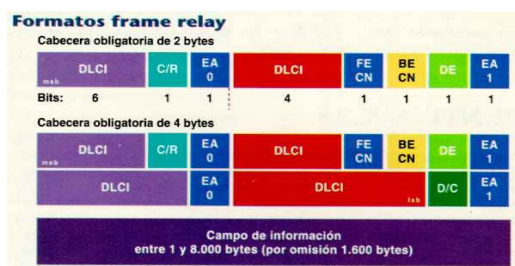 Formatos frame relay
Cabecera obligatoria de 2 bytes
DLCI msb C/R EA 0 DLCI FE CN BE CN DE EA 1
Bits: 6 1 1 4 1 1 1 1
Cabecera obligatoria de 4 bytes
DLCI msb C/R EA 0 DLCI FE CN BE CN DE EA 1
DLCI EA 0 DLCI lsb D/C EA 1
Campo de información
entre 1 y 8.000 bytes (por omisión 1.600 bytes)